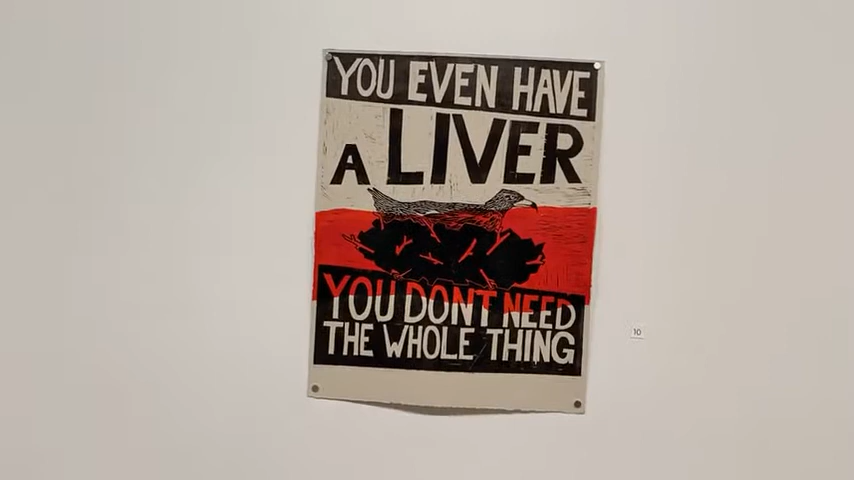 YOU EVEN HAVE
A LIVER
YOU DONT NEED
THE WHOLE THING
10